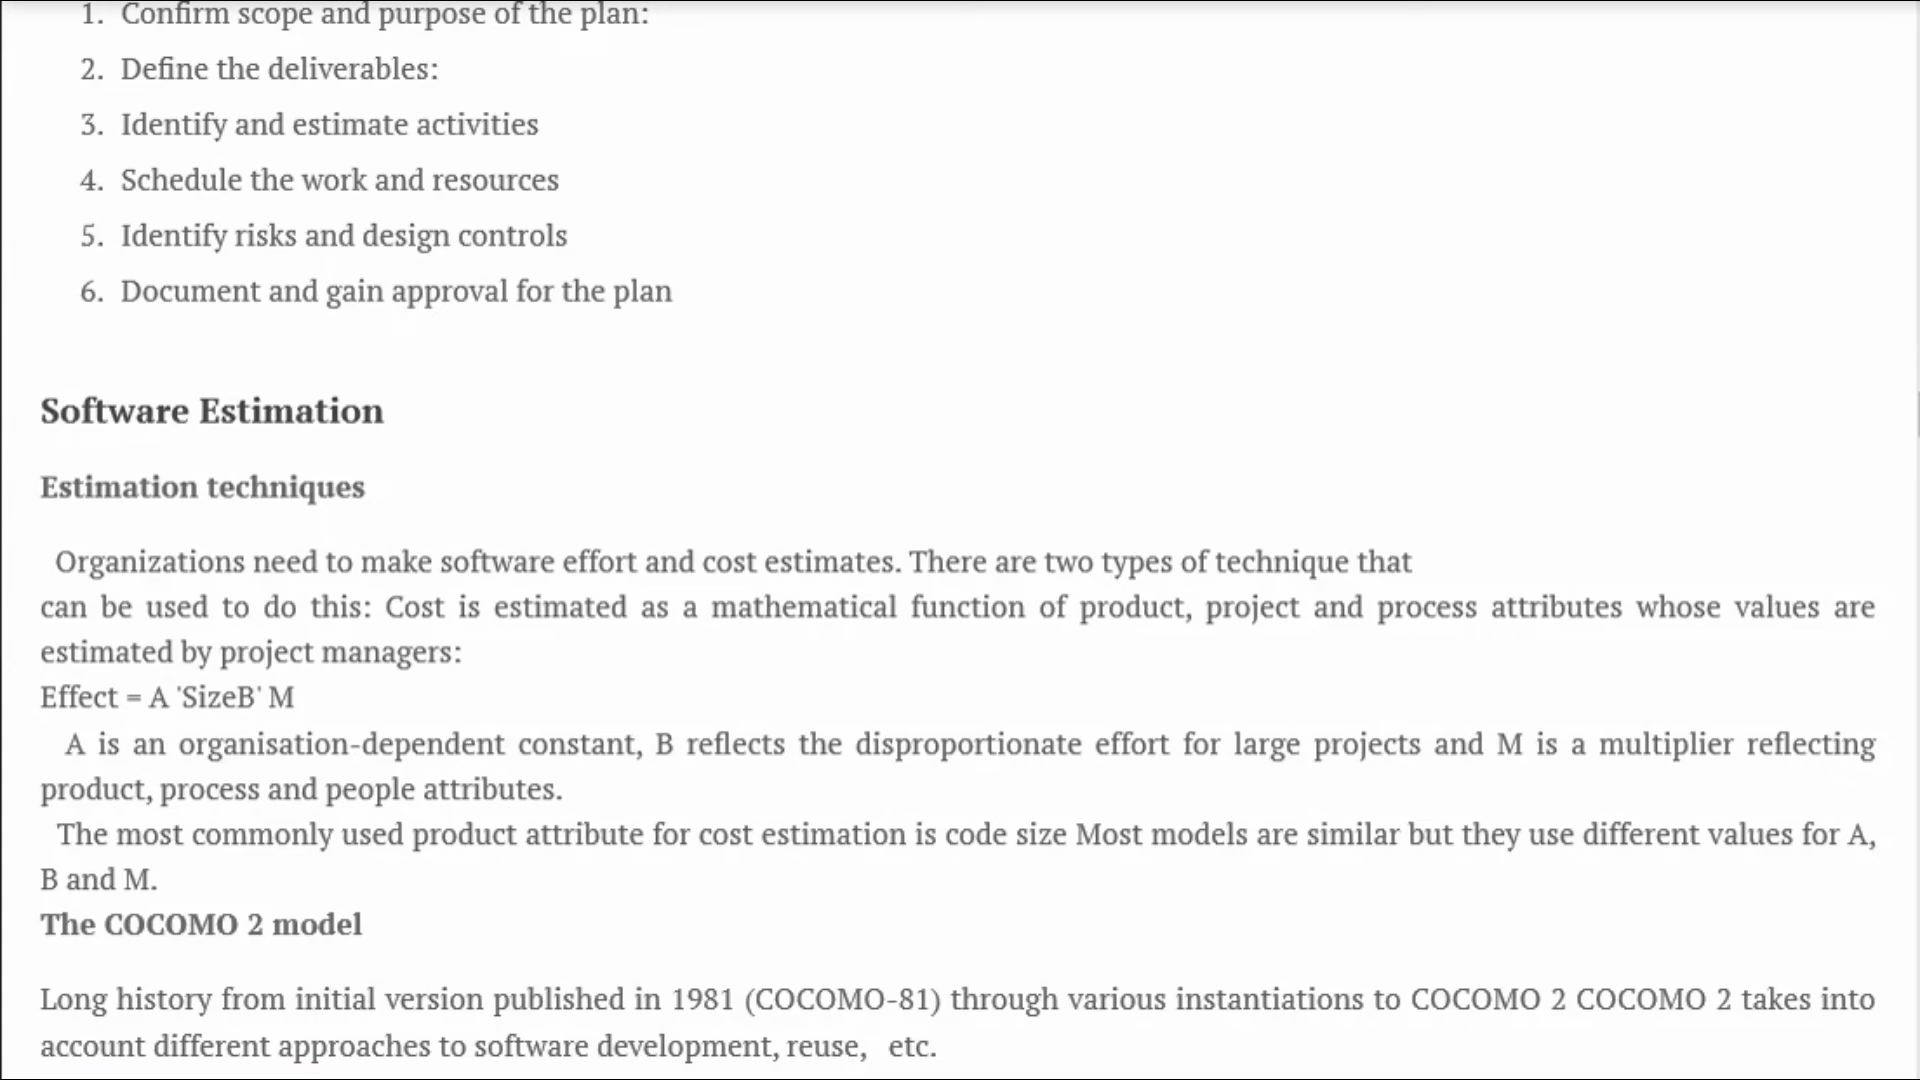 1. Confirm scope and purpose of the plan:
2. Define the deliverables:
3. Identify and estimate activities
4. Schedule the work and resources
5. Identify risks and design controls
6. Document and gain approval for the plan
Software Estimation
Estimation techniques
Organizations need to make software effort and cost estimates. There are two types of technique that
can be used to do this: Cost is estimated as a mathematical function of product, project and process attributes whose values are
estimated by project managers:
Effect = A 'SizeB' M
A is an organisation-dependent constant, B reflects the disproportionate effort for large projects and M is a multiplier reflecting
product, process and people attributes.
The most commonly used product attribute for cost estimation is code size Most models are similar but they use different values for A,
B and M.
The COCOMO 2 model
Long history from initial version published in 1981 (COCOMO-81) through various instantiations to COCOMO 2 COCOMO 2 takes into
account different approaches to software development, reuse, etc.